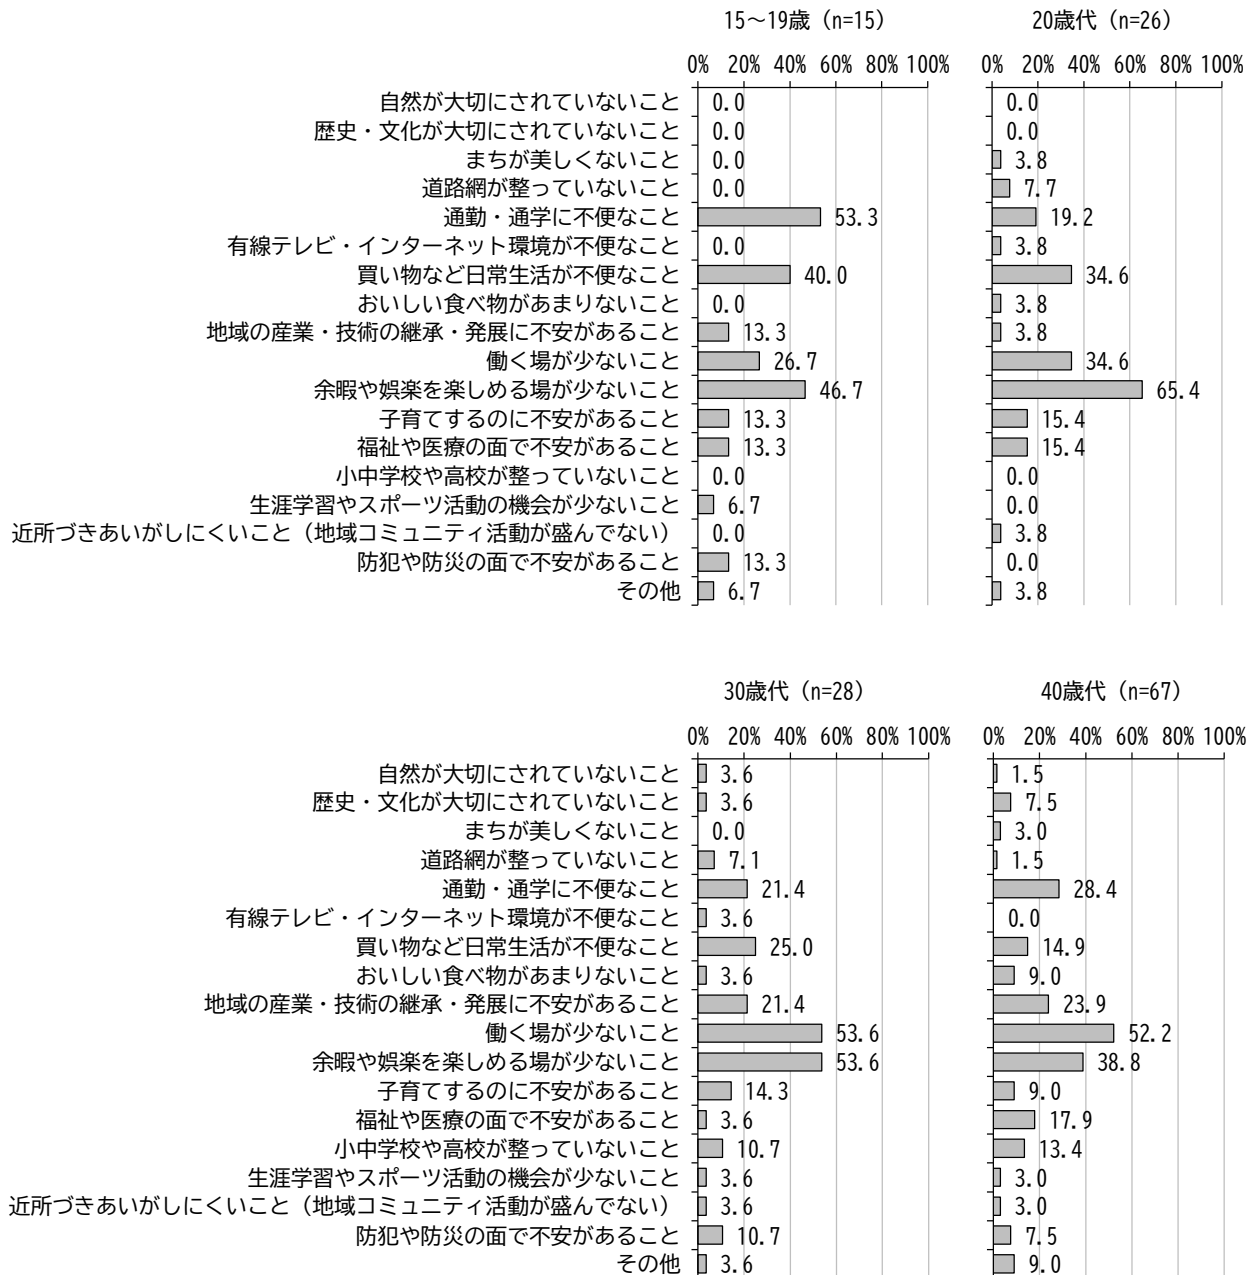 15～19歳（n=15） 20歳代（n=26）
0% 20% 40% 60% 80% 100% 0% 20% 40% 60% 80% 100%
自然が大切にされていないこと 0.0 0.0
歴史・文化が大切にされていないこと 0.0 0.0
まちが美しくないこと 0.0 3.8
道路網が整っていないこと 0.0 7.7
通勤・通学に不便なこと 53.3 19.2
有線テレビ・インターネット環境が不便なこと 0.0 3.8
買い物など日常生活が不便なこと 40.0 34.6
おいしい食べ物があまりないこと 0.0 3.8
地域の産業・技術の継承・発展に不安があること 13.3 3.8
働く場が少ないこと 26.7 34.6
余暇や娯楽を楽しめる場が少ないこと 46.7 65.4
子育てするのに不安があること 13.3 15.4
福祉や医療の面で不安があること 13.3 15.4
小中学校や高校が整っていないこと 0.0 0.0
生涯学習やスポーツ活動の機会が少ないこと 6.7 0.0
近所づきあいがしにくいこと（地域コミュニティ活動が盛んでない） 0.0 3.8
防犯や防災の面で不安があること 13.3 0.0
その他 6.7 3.8
30歳代（n=28） 40歳代（n=67）
0% 20% 40% 60% 80% 100% 0% 20% 40% 60% 80% 100%
自然が大切にされていないこと 3.6 1.5
歴史・文化が大切にされていないこと 3.6 7.5
まちが美しくないこと 0.0 3.0
道路網が整っていないこと 7.1 1.5
通勤・通学に不便なこと 21.4 28.4
有線テレビ・インターネット環境が不便なこと 3.6 0.0
買い物など日常生活が不便なこと 25.0 14.9
おいしい食べ物があまりないこと 3.6 9.0
地域の産業・技術の継承・発展に不安があること 21.4 23.9
働く場が少ないこと 53.6 52.2
余暇や娯楽を楽しめる場が少ないこと 53.6 38.8
子育てするのに不安があること 14.3 9.0
福祉や医療の面で不安があること 3.6 17.9
小中学校や高校が整っていないこと 10.7 13.4
生涯学習やスポーツ活動の機会が少ないこと 3.6 3.0
近所づきあいがしにくいこと（地域コミュニティ活動が盛んでない） 3.6 3.0
防犯や防災の面で不安があること 10.7 7.5
その他 3.6 9.0